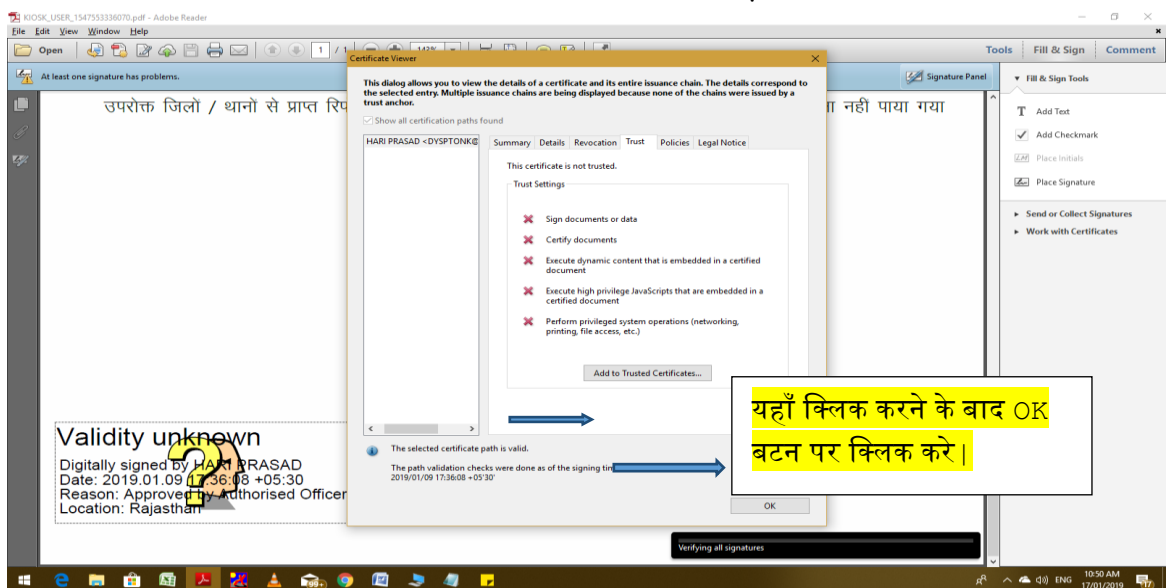 KIOSK_USER_1547553336070.pdf - Adobe Reader
File Edit View Window Help
Open 1 / 1 142% Tools Fill & Sign Comment
At least one signature has problems. Signature Panel
Certificate Viewer
This dialog allows you to view the details of a certificate and its entire issuance chain. The details correspond to
the selected entry. Multiple issuance chains are being displayed because none of the chains were issued by a
trust anchor.
Show all certification paths found
HARI PRASAD <DYSPTONK@
Summary Details Revocation Trust Policies Legal Notice
This certificate is not trusted.
Trust Settings
Sign documents or data
Certify documents
Execute dynamic content that is embedded in a certified
document
Execute high privilege JavaScripts that are embedded in a
certified document
Perform privileged system operations (networking,
printing, file access, etc.)
Add to Trusted Certificates...
The selected certificate path is valid.
The path validation checks were done as of the signing
2019/01/09 17:36:08 +05'30'
OK
उपरोक्त जिलों / थानों से प्राप्त
नहीं पाया गया
Validity unknown
Digitally signed by HARI PRASAD
Date: 2019.01.09 17:36:08 +05:30
Reason: Approved by Authorised Officer
Location: Rajasthan
यहाँ क्लिक करने के बाद OK
बटन पर क्लिक करे|
Fill & Sign Tools
Add Text
Add Checkmark
Place Initials
Place Signature
Send or Collect Signatures
Work with Certificates
Verifying all signatures
99+
ENG
10:50 AM
17/01/2019